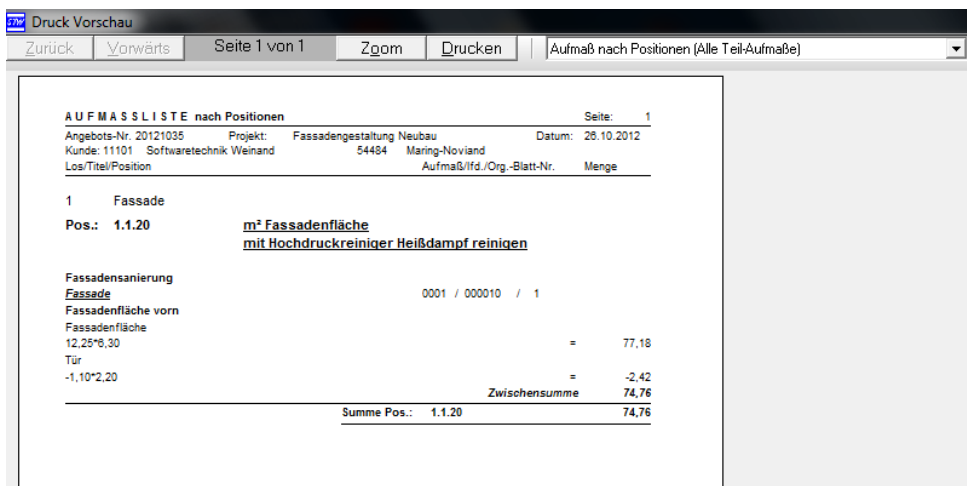 STW Druck Vorschau
Zurück Vorwärts Seite 1 von 1 Zoom Drucken Aufmaß nach Positionen (Alle Teil-Aufmaße)
A U F M A S S L I S T E nach Positionen Seite: 1
Angebots-Nr. 20121035 Projekt: Fassadengestaltung Neubau Datum: 26.10.2012
Kunde: 11101 Softwaretechnik Weinand 54484 Maring-Noviand
Los/Titel/Position Aufmaß/lfd./Org.-Blatt-Nr. Menge
1 Fassade
Pos.: 1.1.20 m² Fassadenfläche
mit Hochdruckreiniger Heißdampf reinigen
Fassadensanierung
Fassade 0001 / 000010 / 1
Fassadenfläche vorn
Fassadenfläche
12,25*6,30 = 77,18
Tür
-1,10*2,20 = -2,42
Zwischensumme 74,76
Summe Pos.: 1.1.20 74,76